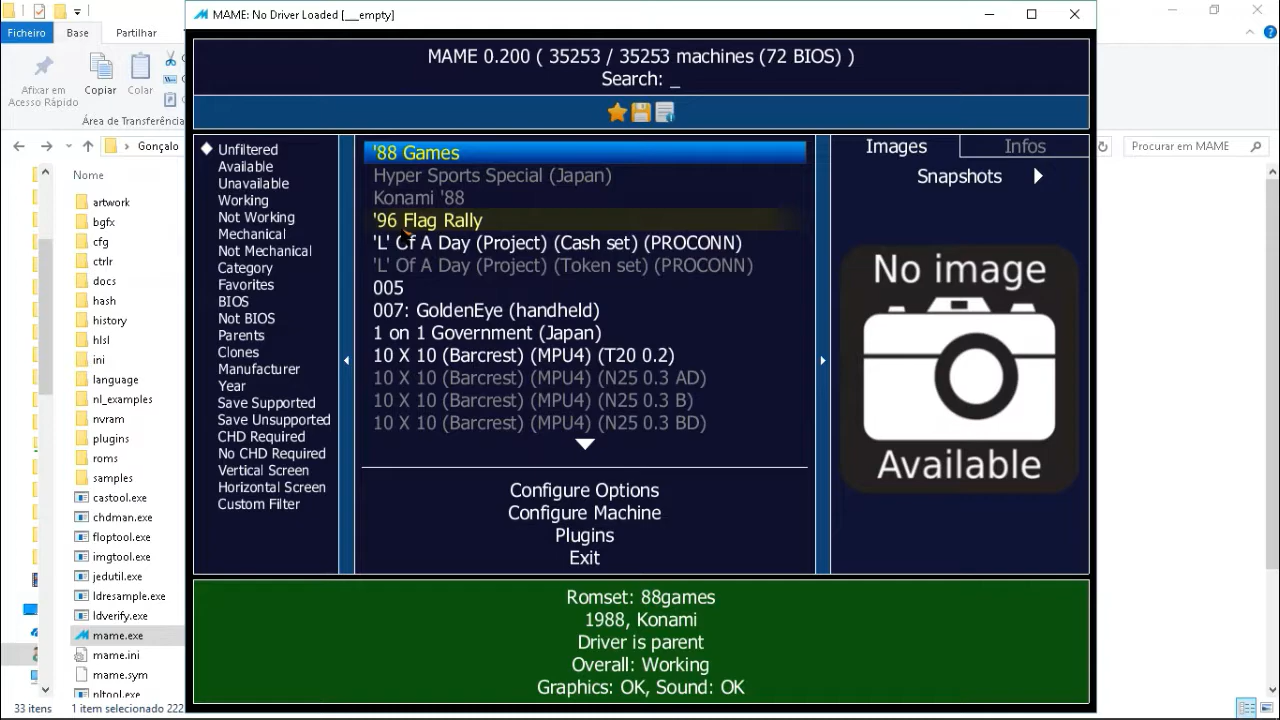 MAME: No Driver Loaded [___empty]
Ficheiro
Base
Partilhar
Afixar em
Acesso Rápido
Copiar
Colar
Área de Transferência
Gonçalo
Procurar em MAME
Nome
artwork
bgfx
cfg
ctrlr
docs
hash
history
hlsl
ini
language
nl_examples
nvram
plugins
roms
samples
castool.exe
chdman.exe
floptool.exe
imgtool.exe
jedutil.exe
ldresample.exe
ldverify.exe
mame.exe
mame.ini
mame.sym
nltool.exe
33 itens
1 item selecionado 222
MAME 0.200 ( 35253 / 35253 machines (72 BIOS) )
Search: _
Unfiltered
Available
Unavailable
Working
Not Working
Mechanical
Not Mechanical
Category
Favorites
BIOS
Not BIOS
Parents
Clones
Manufacturer
Year
Save Supported
Save Unsupported
CHD Required
No CHD Required
Vertical Screen
Horizontal Screen
Custom Filter
'88 Games
Hyper Sports Special (Japan)
Konami '88
'96 Flag Rally
'L' Of A Day (Project) (Cash set) (PROCONN)
'L' Of A Day (Project) (Token set) (PROCONN)
005
007: GoldenEye (handheld)
1 on 1 Government (Japan)
10 X 10 (Barcrest) (MPU4) (T20 0.2)
10 X 10 (Barcrest) (MPU4) (N25 0.3 AD)
10 X 10 (Barcrest) (MPU4) (N25 0.3 B)
10 X 10 (Barcrest) (MPU4) (N25 0.3 BD)
Configure Options
Configure Machine
Plugins
Exit
Images
Infos
Snapshots
No image
Available
Romset: 88games
1988, Konami
Driver is parent
Overall: Working
Graphics: OK, Sound: OK